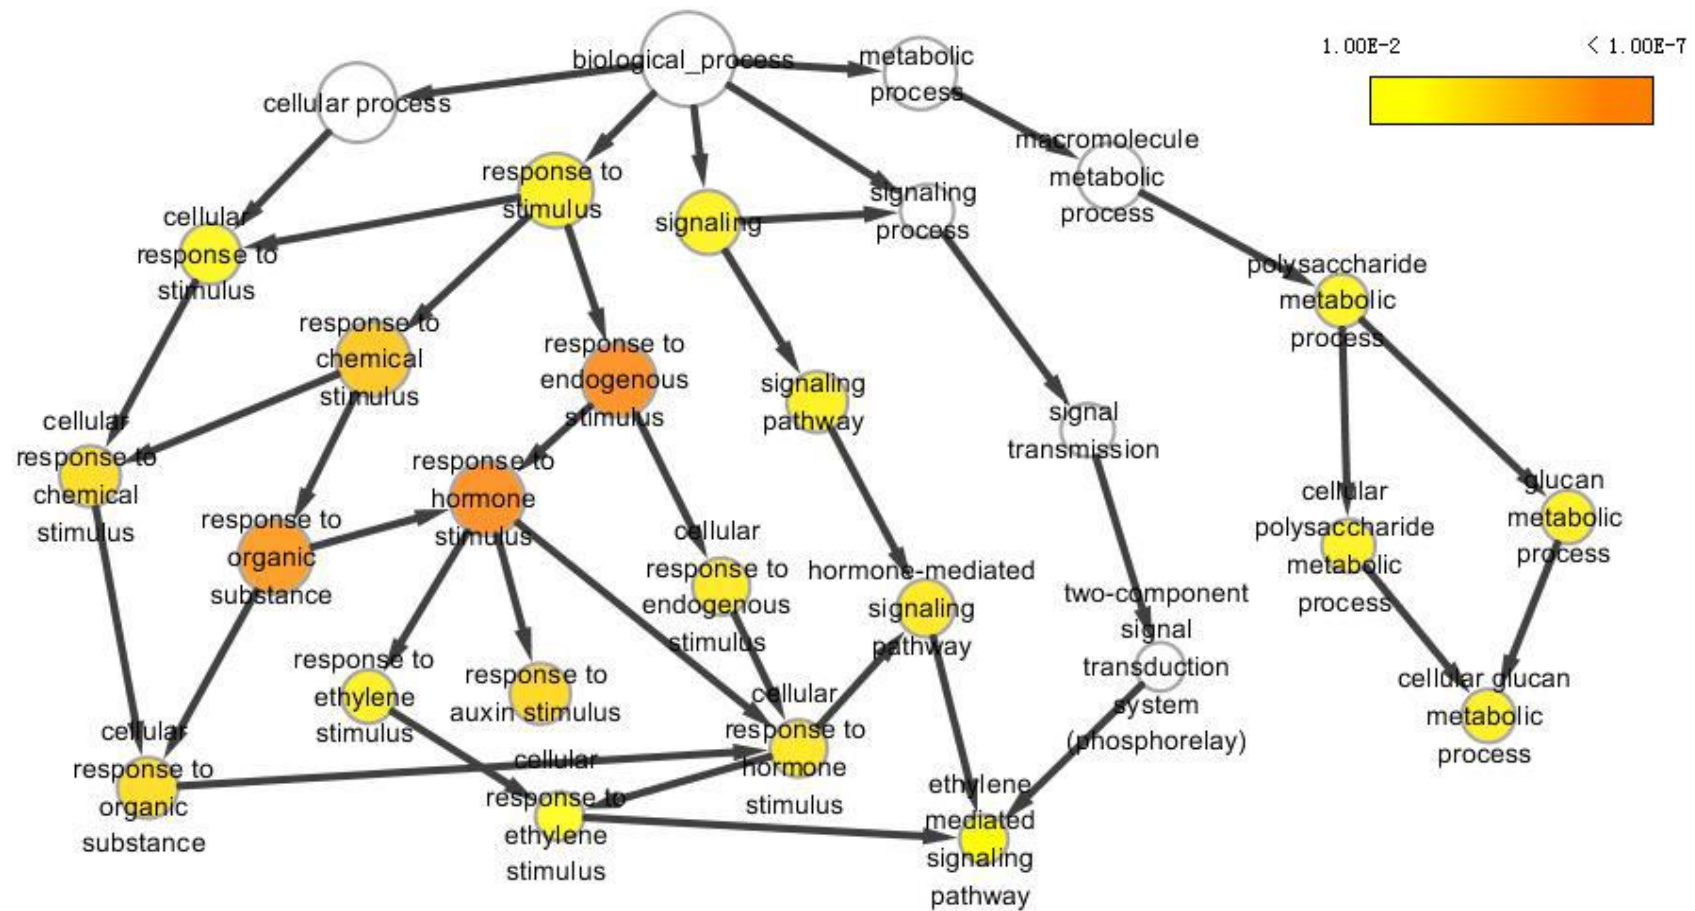 biological_process
metabolic
process
1.00E-2
< 1.00E-7
cellular process
macromolecule
metabolic
process
response to
stimulus
signaling
signaling
process
cellular
response to
stimulus
polysaccharide
metabolic
process
response to
chemical
stimulus
response to
endogenous
stimulus
signaling
pathway
signal
transmission
cellular
response to
chemical
stimulus
response to
hormone
stimulus
glucan
metabolic
process
cellular
polysaccharide
metabolic
process
response to
organic
substance
cellular
response to
endogenous
stimulus
hormone-mediated
signaling
pathway
two-component
signal
transduction
system
(phosphorelay)
response to
ethylene
stimulus
response to
auxin stimulus
cellular glucan
metabolic
process
cellular
response to
hormone
stimulus
cellular
response to
organic
substance
cellular
response to
ethylene
stimulus
ethylene
mediated
signaling
pathway